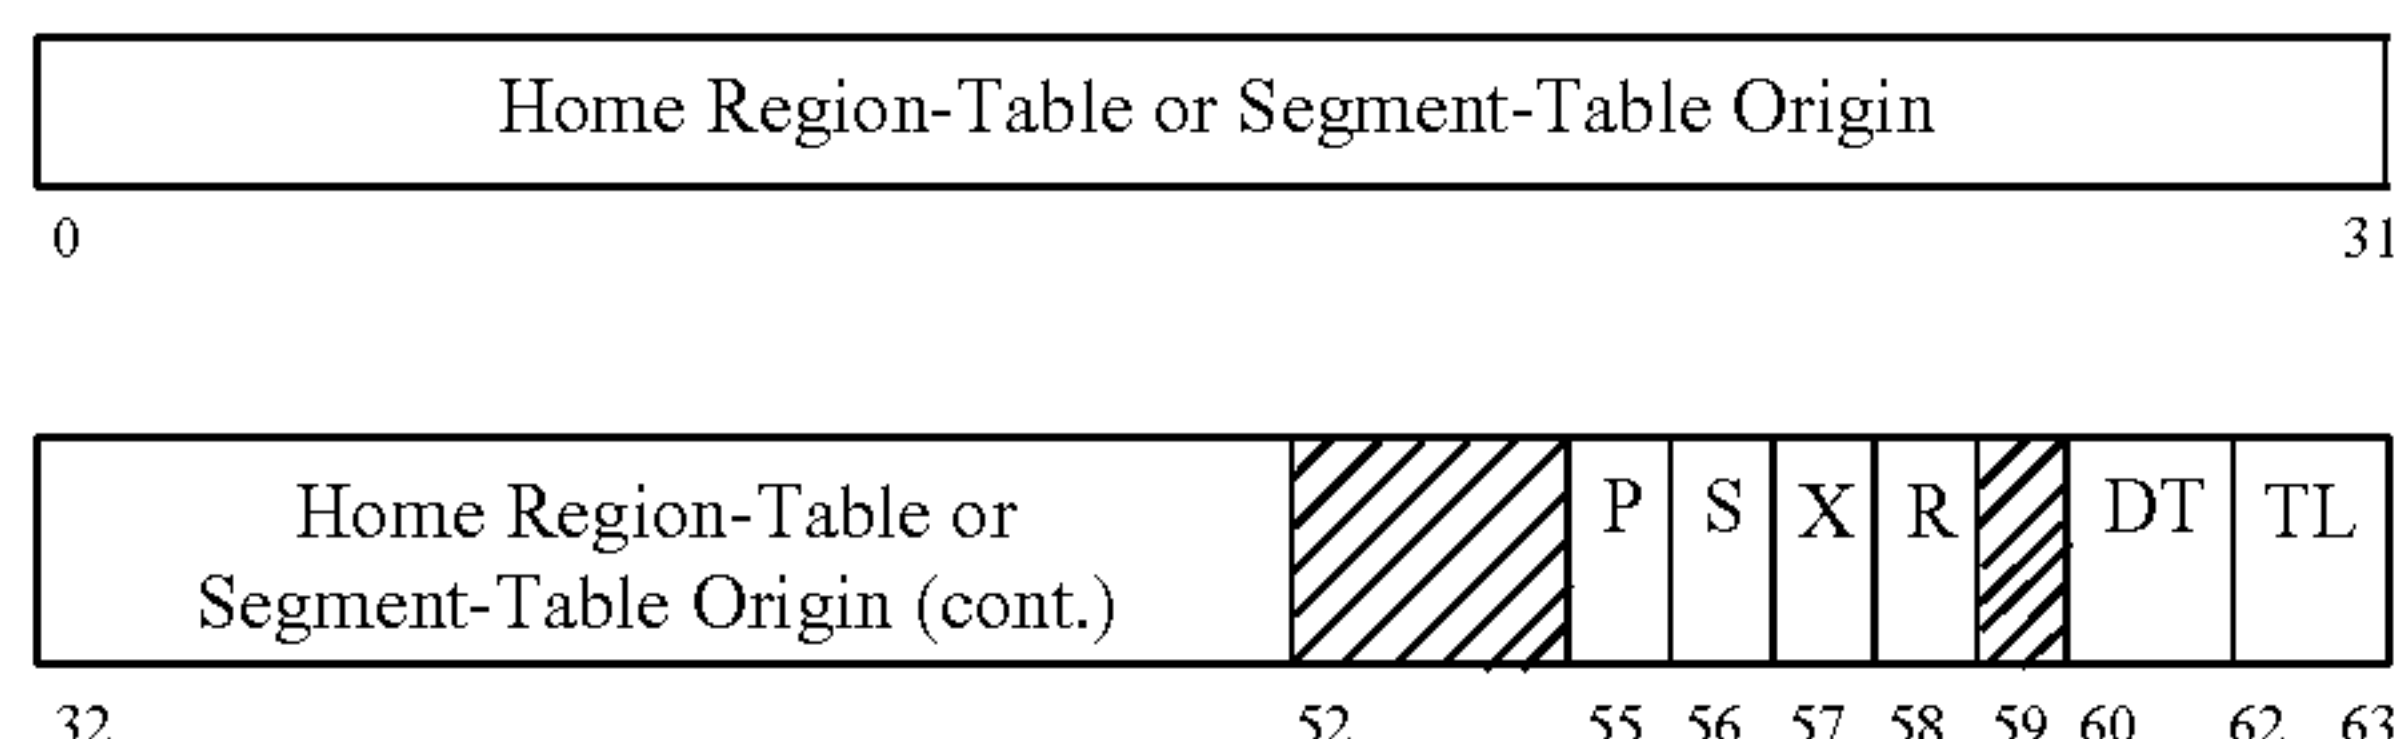 Home Region-Table or Segment-Table Origin
0 31
Home Region-Table or
Segment-Table Origin (cont.)
P S X R DT TL
32 52 55 56 57 58 59 60 62 63